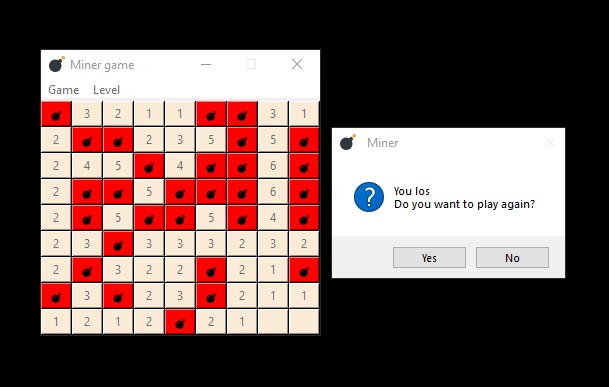 Miner game
Game Level
3 2 1 1 3 1
2 2 3 5 5
2 4 5 4 6
2 5 6
2 5 5 4
2 3 3 3 3 2 3 2
2 3 2 2 2 1
3 2 3 2 1 1
1 2 1 2 2 1
Miner
You los
Do you want to play again?
Yes No